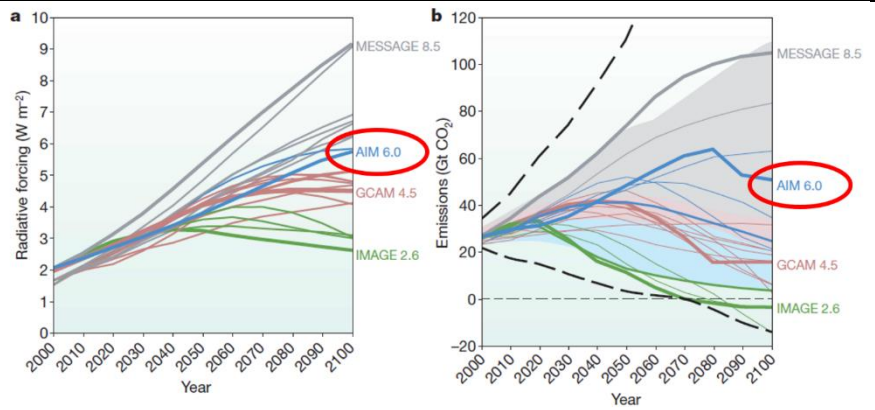 a
10
9
8
7
6
5
4
3
2
1
0
Radiative forcing (W m–2)
MESSAGE 8.5
AIM 6.0
GCAM 4.5
IMAGE 2.6
2000 2010 2020 2030 2040 2050 2060 2070 2080 2090 2100
Year
b
120
100
80
60
40
20
0
–20
Emissions (Gt CO2)
MESSAGE 8.5
AIM 6.0
GCAM 4.5
IMAGE 2.6
2000 2010 2020 2030 2040 2050 2060 2070 2080 2090 2100
Year